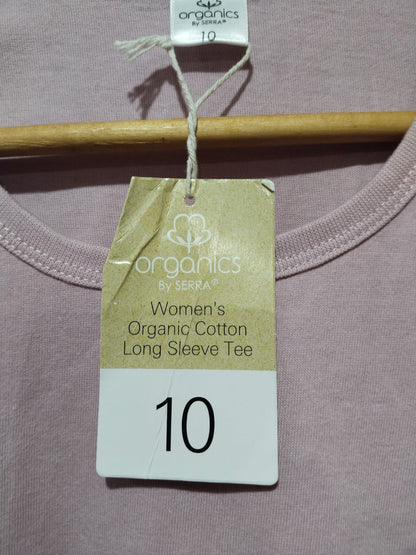 organics
By SERRA®
10
organics
By SERRA®
Women's
Organic Cotton
Long Sleeve Tee
10